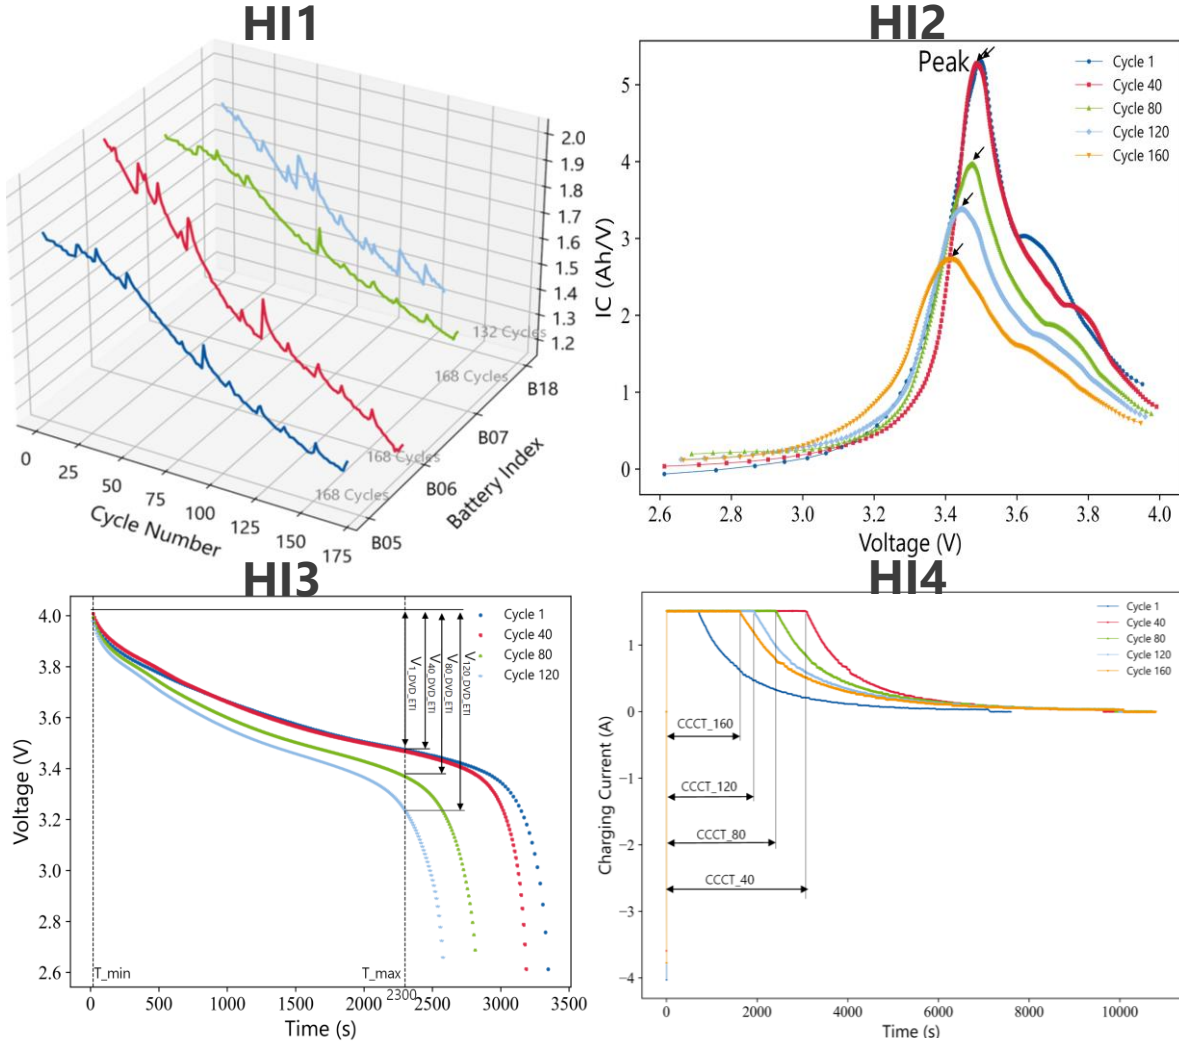 HI1
2.0
1.9
1.8
1.7
1.6
1.5
1.4
1.3
1.2
132 Cycles
168 Cycles
168 Cycles
168 Cycles
B18
B07
B06
B05
Battery Index
0
25
50
75
100
125
150
175
Cycle Number
HI2
Peak
Cycle 1
Cycle 40
Cycle 80
Cycle 120
Cycle 160
5
4
3
2
1
0
IC (Ah/V)
2.6 2.8 3.0 3.2 3.4 3.6 3.8 4.0
Voltage (V)
HI3
4.0
3.8
3.6
3.4
3.2
3.0
2.8
2.6
Voltage (V)
Cycle 1
Cycle 40
Cycle 80
Cycle 120
V_1_DVD_ETI
V_40_DVD_ETI
V_80_DVD_ETI
V_120_DVD_ETI
T_min
T_max
2300
0 500 1000 1500 2000 2500 3000 3500
Time (s)
HI4
Cycle 1
Cycle 40
Cycle 80
Cycle 120
Cycle 160
1
0
−1
−2
−3
−4
Charging Current (A)
CCCT_160
CCCT_120
CCCT_80
CCCT_40
0 2000 4000 6000 8000 10000
Time (s)